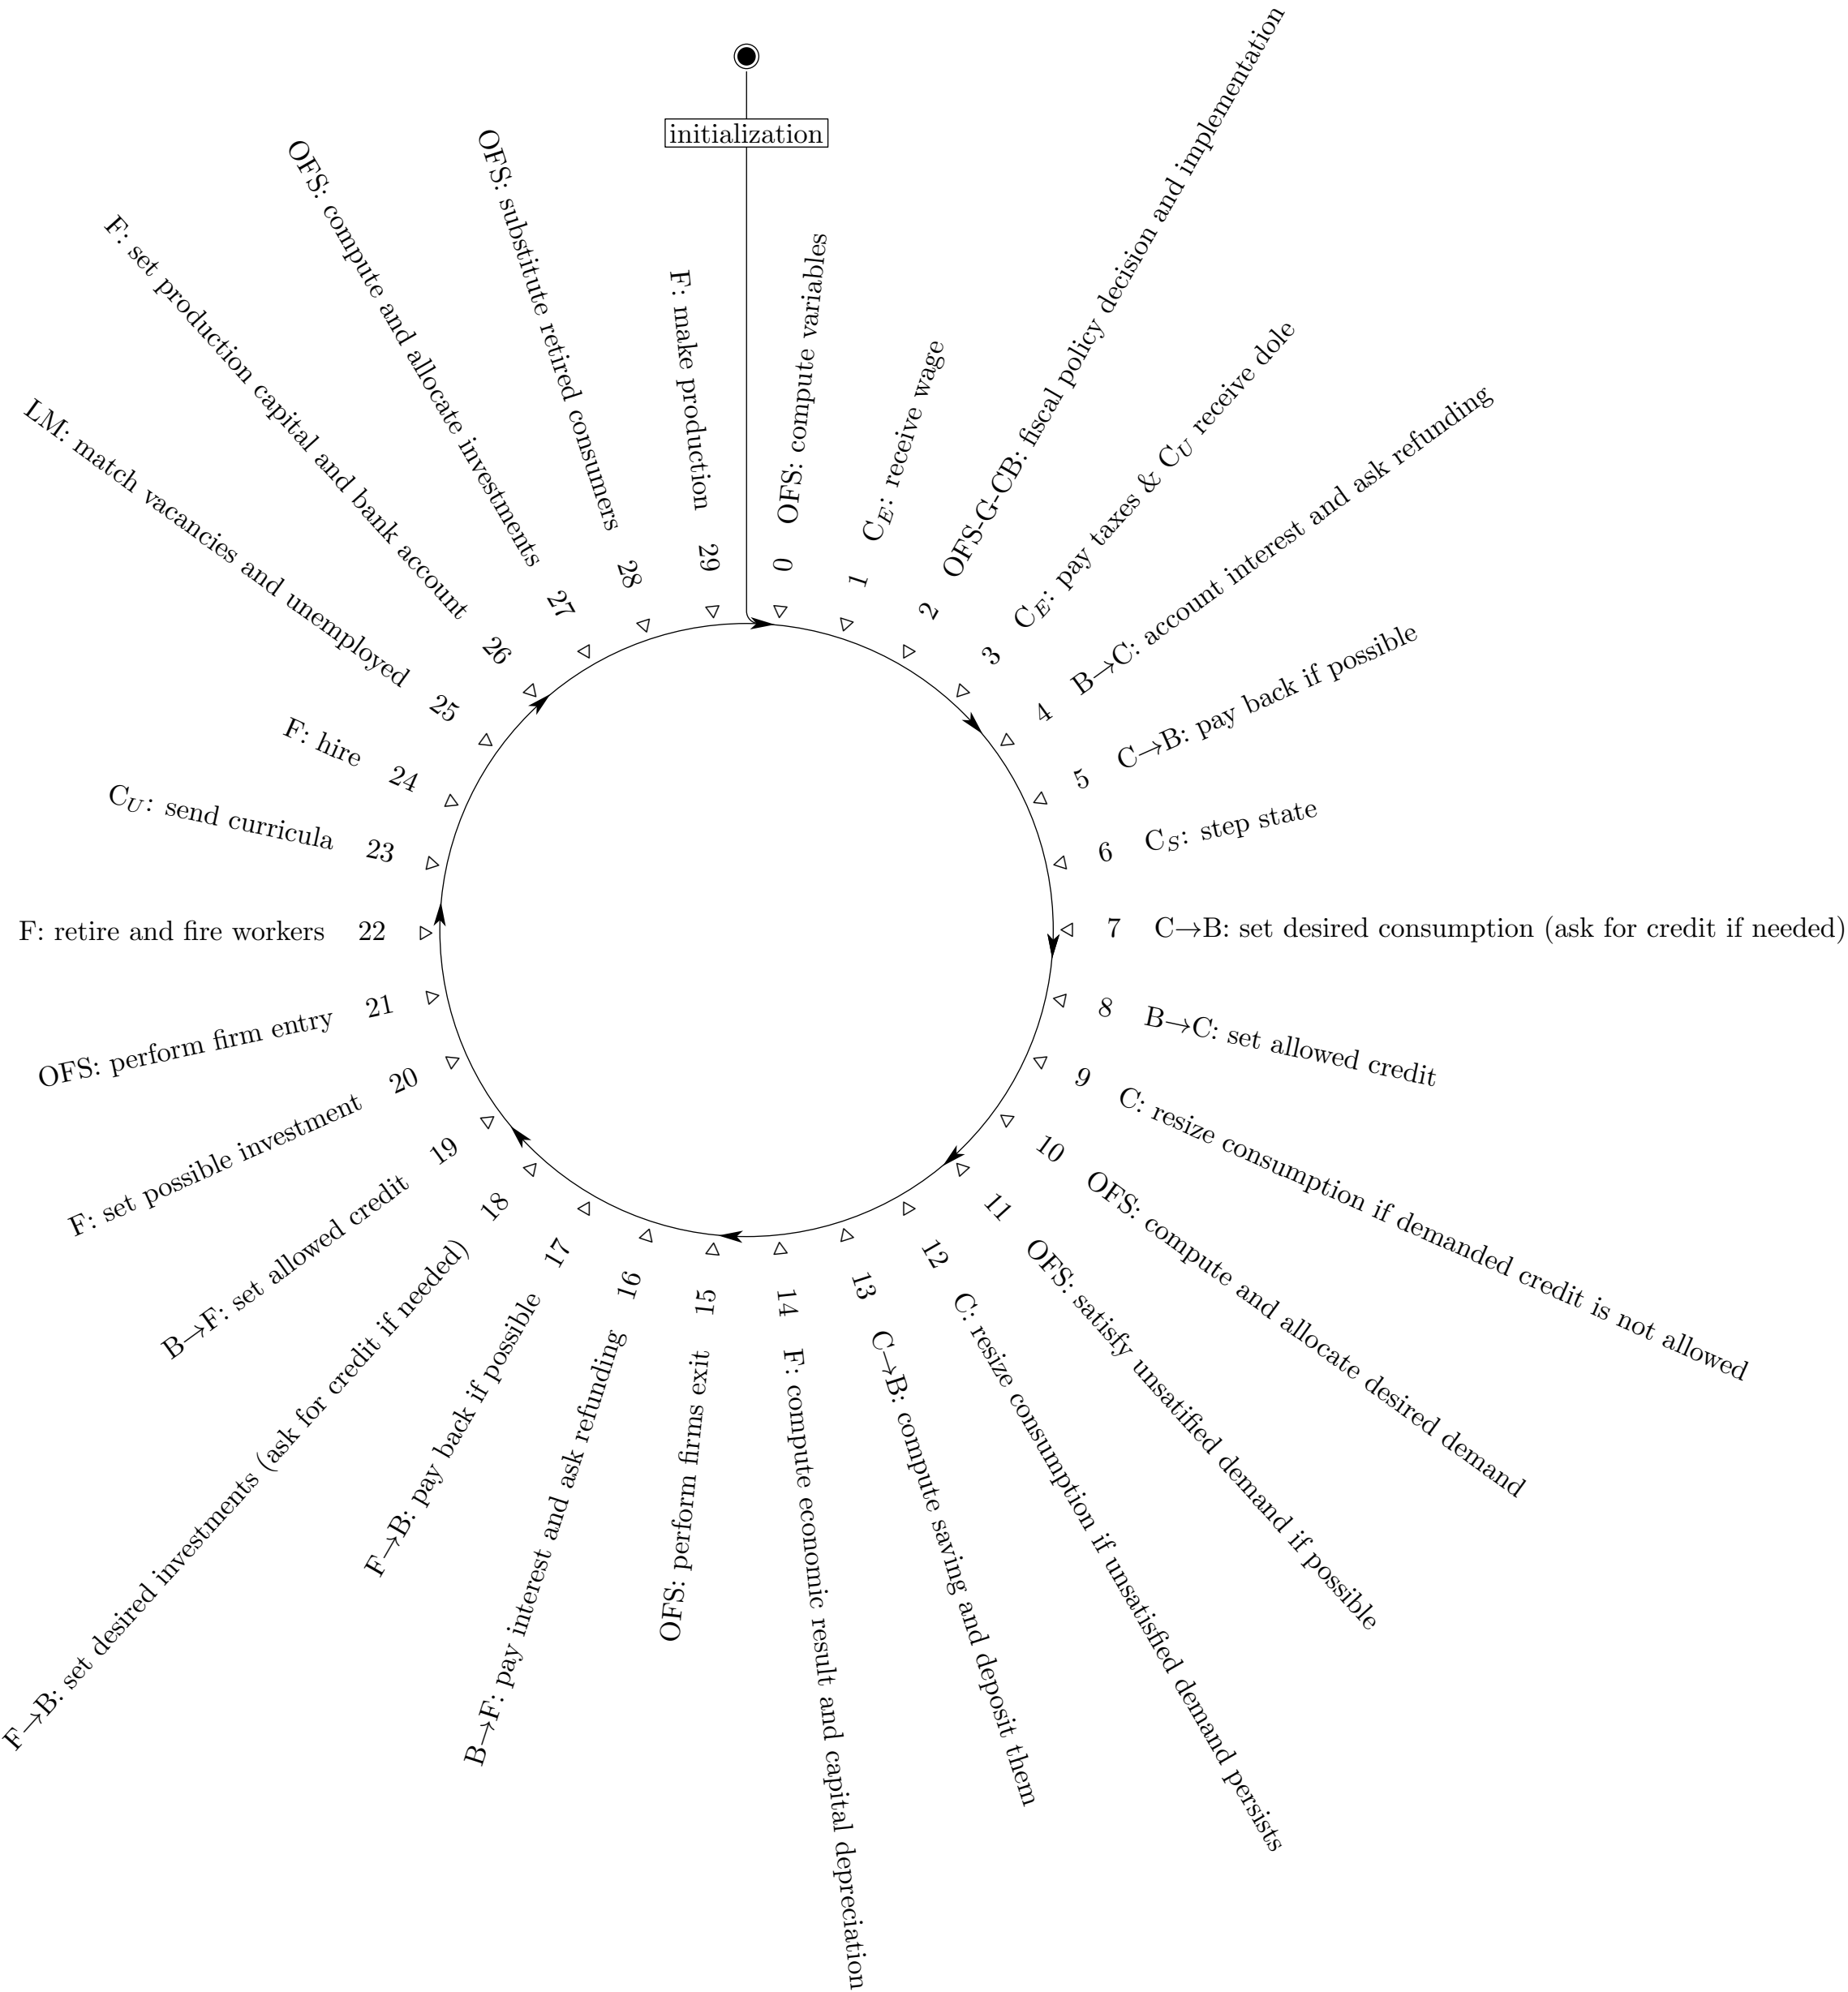 initialization
0 OFS: compute variables
1 C_E: receive wage
2 OFS-G-CB: fiscal policy decision and implementation
3 C_E: pay taxes & C_U receive dole
4 B→C: account interest and ask refunding
5 C→B: pay back if possible
6 C_S: step state
7 C→B: set desired consumption (ask for credit if needed)
8 B→C: set allowed credit
9 C: resize consumption if demanded credit is not allowed
10 OFS: compute and allocate desired demand
11 OFS: satisfy unsatified demand if possible
12 C: resize consumption if unsatisfied demand persists
13 C→B: compute saving and deposit them
14 F: compute economic result and capital depreciation
15 OFS: perform firms exit
16 B→F: pay interest and ask refunding
17 F→B: pay back if possible
18 F→B: set desired investments (ask for credit if needed)
19 B→F: set allowed credit
20 F: set possible investment
21 OFS: perform firm entry
22 F: retire and fire workers
23 C_U: send curricula
24 F: hire
25 LM: match vacancies and unemployed
26 F: set production capital and bank account
27 OFS: compute and allocate investments
28 OFS: substitute retired consumers
29 F: make production